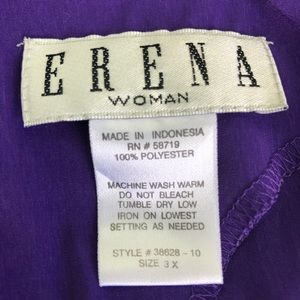 ERENA
WOMAN
MADE IN INDONESIA
RN # 58719
100% POLYESTER
MACHINE WASH WARM
DO NOT BLEACH
TUMBLE DRY LOW
IRON ON LOWEST
SETTING AS NEEDED
STYLE # 38628 - 10
SIZE 3 X